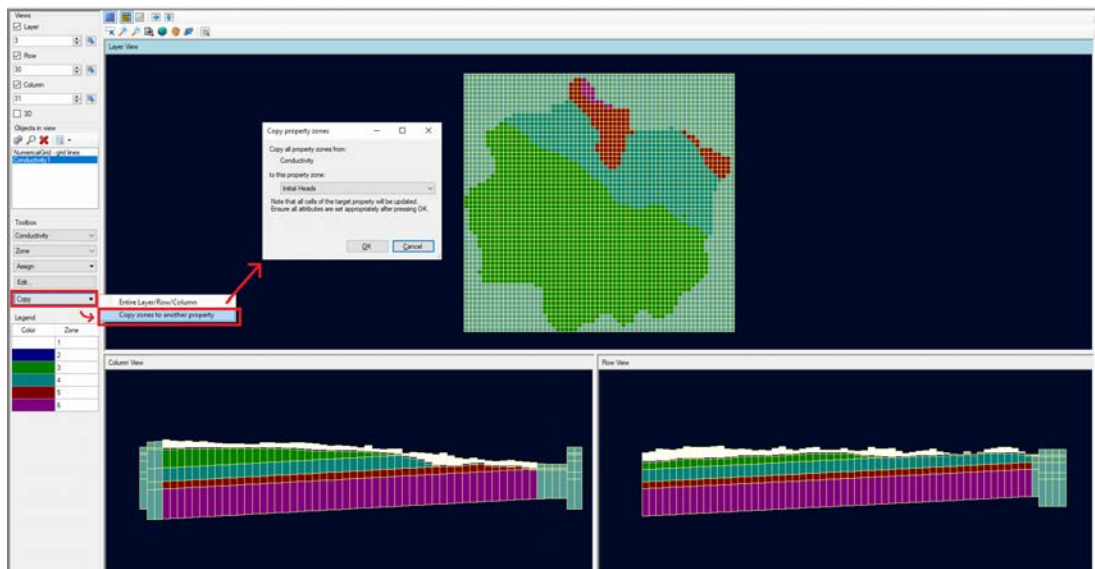 Views
Layer
3
Row
30
Column
31
3D
Objects in view
NumericalGrid - grid lines
Conductivity1
Toolbox
Conductivity
Zone
Assign
Edit...
Copy
Entire Layer/Row/Column
Copy zones to another property
Legend
Color Zone
1
2
3
4
5
6
Layer View
Copy property zones
Copy all property zones from:
Conductivity
to this property zone:
Initial Heads
Note that all cells of the target property will be updated.
Ensure all attributes are set appropriately after pressing OK.
OK Cancel
Column View
Row View